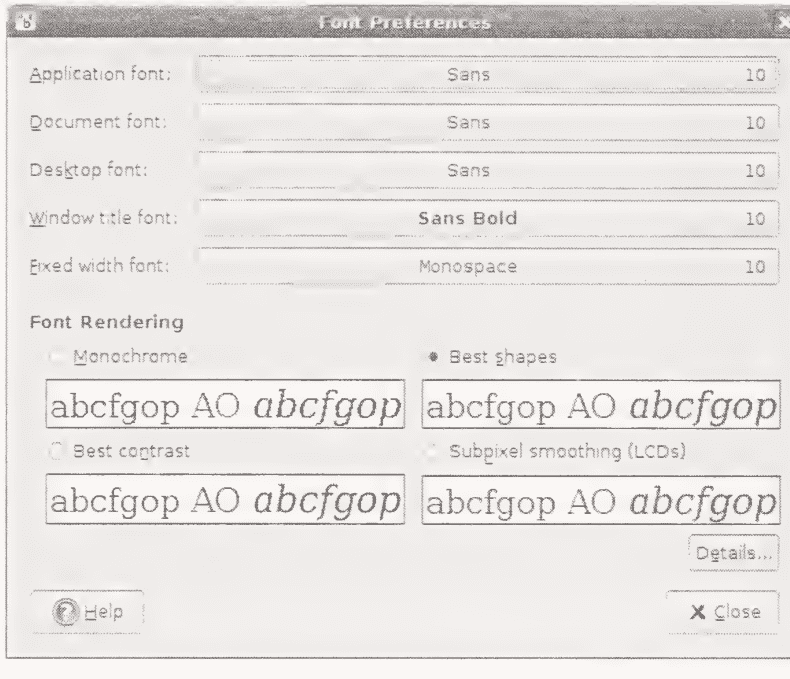 Font Preferences
Application font: Sans 10
Document font: Sans 10
Desktop font: Sans 10
Window title font: Sans Bold 10
Fixed width font: Monospace 10
Font Rendering
Monochrome Best shapes
abcfgop AO abcfgop abcfgop AO abcfgop
Best contrast Subpixel smoothing (LCDs)
abcfgop AO abcfgop abcfgop AO abcfgop
Details...
Help Close